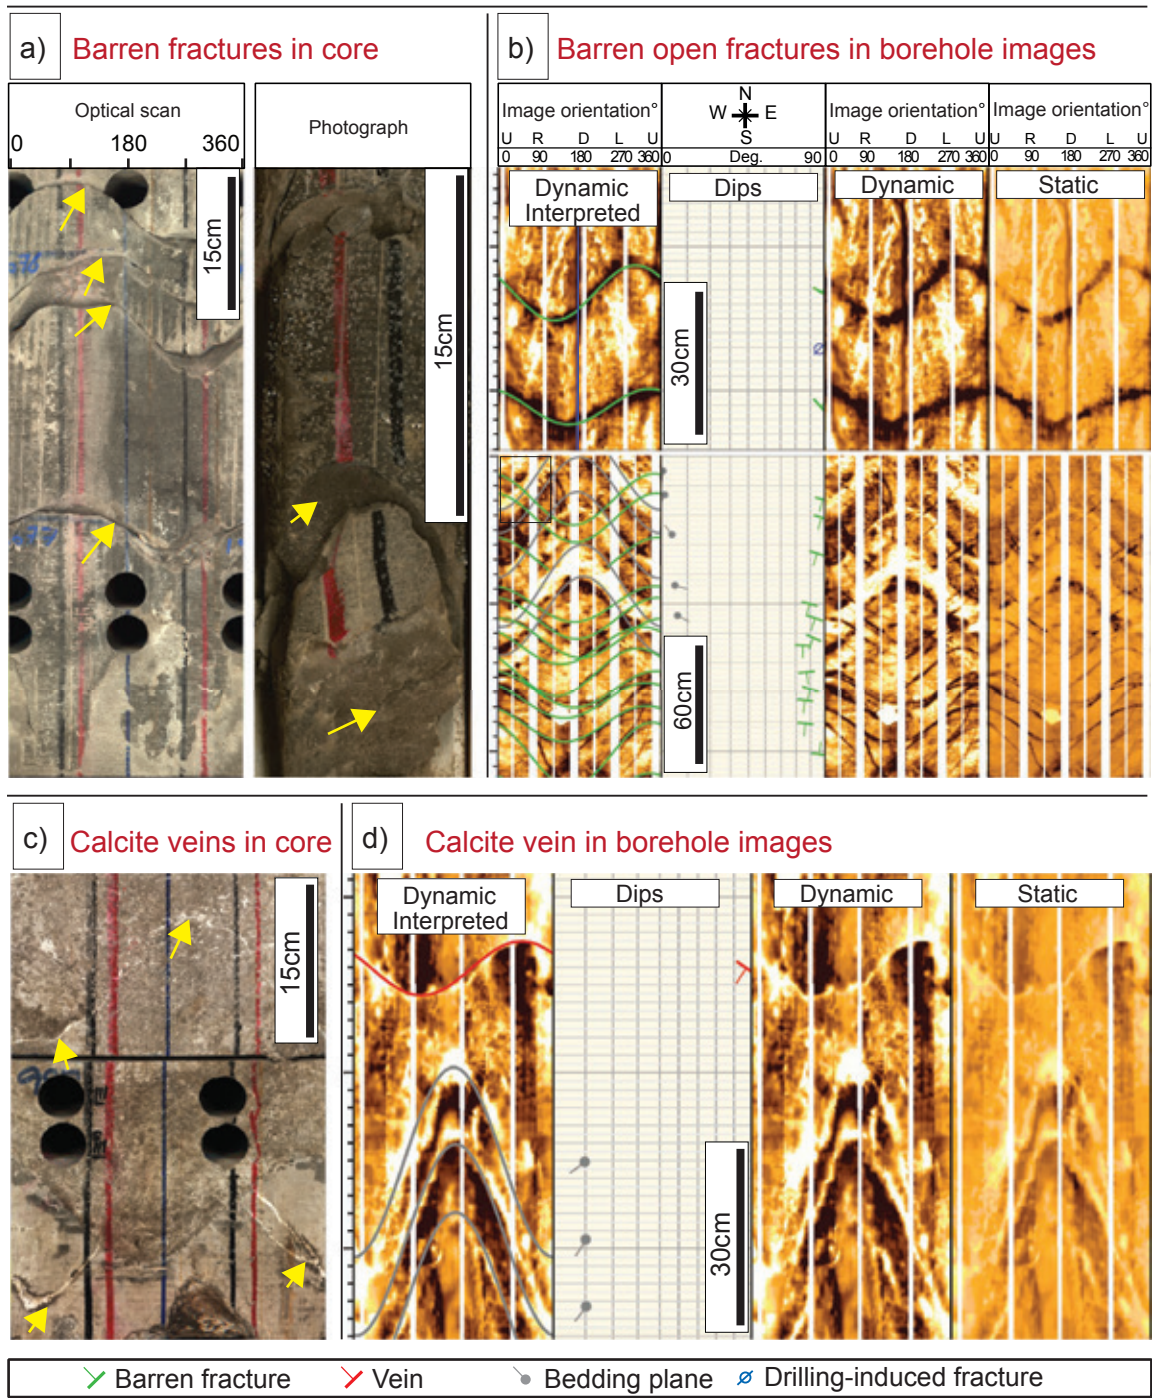 a) Barren fractures in core
Optical scan
0 180 360
Photograph
15cm
15cm
b) Barren open fractures in borehole images
Image orientation°
U R D L U
0 90 180 270 360
N
W E
S
0 Deg. 90
Image orientation°
U R D L U
0 90 180 270 360
Image orientation°
U R D L U
0 90 180 270 360
Dynamic
Interpreted
Dips
Dynamic
Static
30cm
60cm
c) Calcite veins in core
15cm
d) Calcite vein in borehole images
Dynamic
Interpreted
Dips
Dynamic
Static
30cm
Barren fracture
Vein
Bedding plane
Drilling-induced fracture